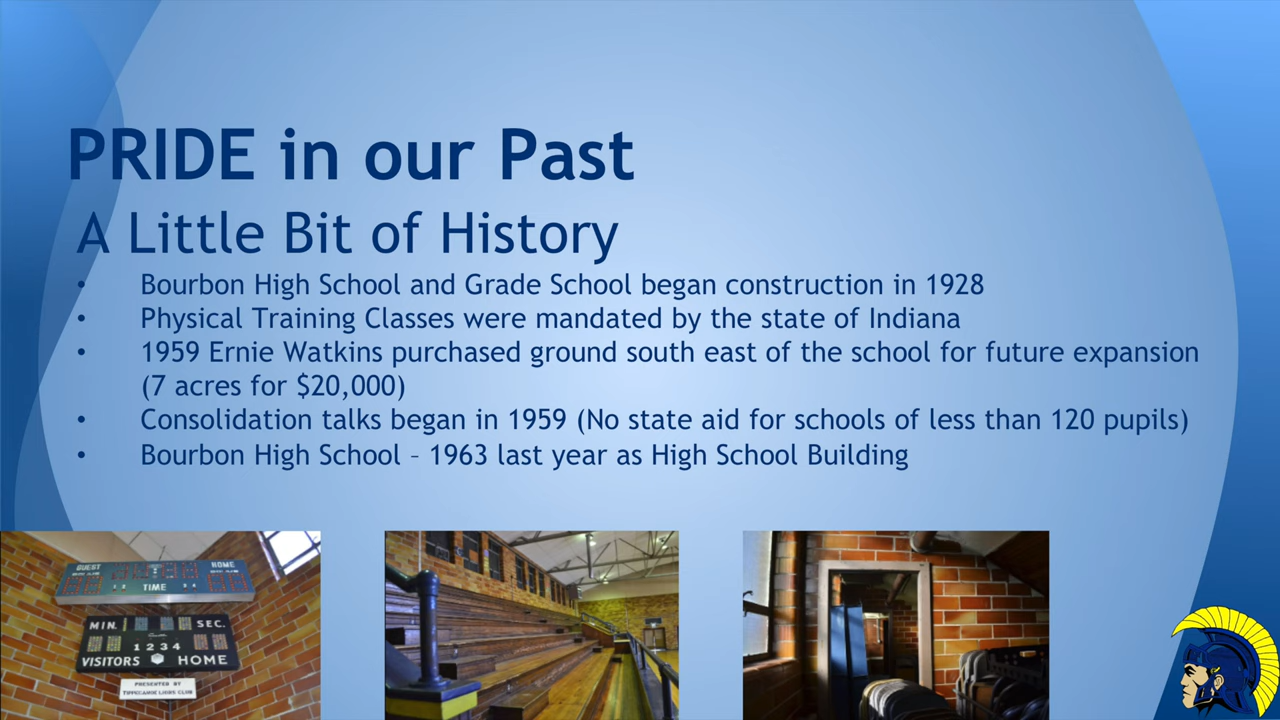 PRIDE in our Past
A Little Bit of History
• Bourbon High School and Grade School began construction in 1928
• Physical Training Classes were mandated by the state of Indiana
• 1959 Ernie Watkins purchased ground south east of the school for future expansion
(7 acres for $20,000)
• Consolidation talks began in 1959 (No state aid for schools of less than 120 pupils)
• Bourbon High School – 1963 last year as High School Building
GUEST HOME
TIME
MIN. SEC.
1 2 3 4
VISITORS HOME
PRESENTED BY
TIPPECANOE LIONS CLUB